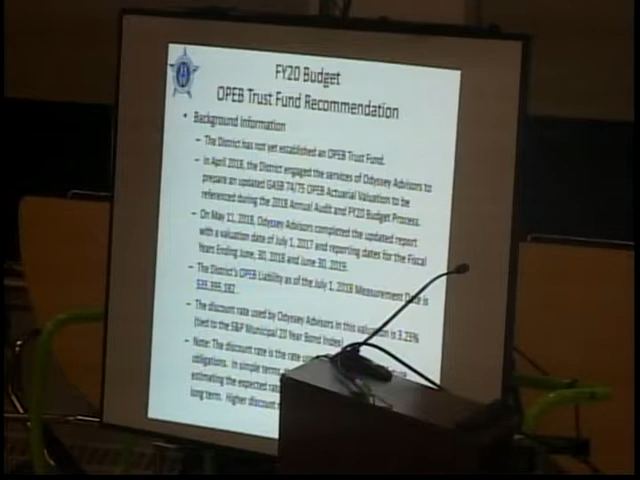 FY20 Budget
OPEB Trust Fund Recommendation
• Background Information
– The District has not yet established an OPEB Trust Fund.
– In April 2018, the District engaged the services of Odyssey Advisors to
prepare an updated GASB 74/75 OPEB Actuarial Valuation to be
referenced during the 2018 Annual Audit and FY20 Budget Process.
– On May 11, 2018, Odyssey Advisors completed the updated report
with a valuation date of July 1, 2017 and reporting dates for the Fiscal
Years Ending June, 30, 2018 and June 30, 2019.
– The District's OPEB Liability as of the July 1, 2018 Measurement Date is
– The discount rate used by Odyssey Advisors in this valuation is 3.25%
(tied to the S&P Municipal 20 Year Bond Index)
– Note: The discount rate is the rate
obligations. In simple terms
estimating the expected
long term. Higher discount